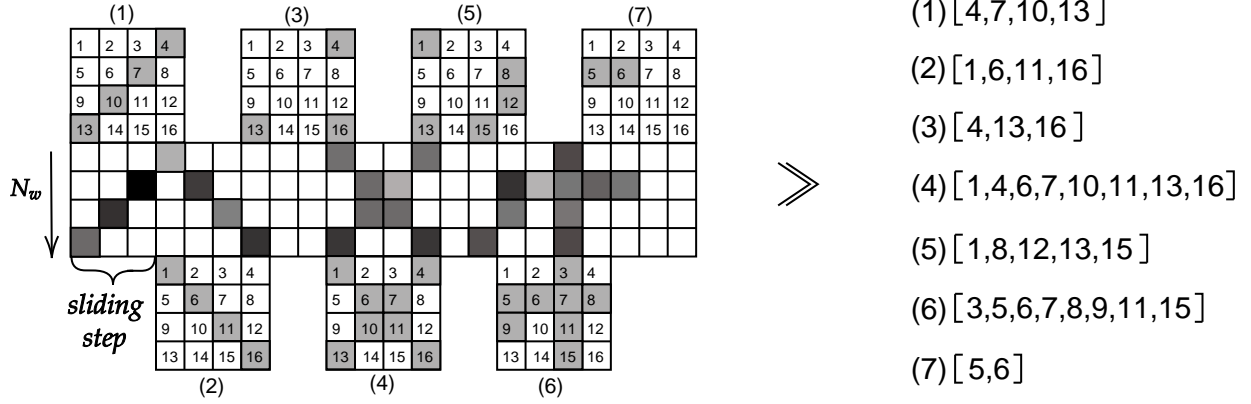 (1) (3) (5) (7)
1 2 3 4 1 2 3 4 1 2 3 4 1 2 3 4
5 6 7 8 5 6 7 8 5 6 7 8 5 6 7 8
9 10 11 12 9 10 11 12 9 10 11 12 9 10 11 12
13 14 15 16 13 14 15 16 13 14 15 16 13 14 15 16
N_w
sliding
step
1 2 3 4 1 2 3 4 1 2 3 4
5 6 7 8 5 6 7 8 5 6 7 8
9 10 11 12 9 10 11 12 9 10 11 12
13 14 15 16 13 14 15 16 13 14 15 16
(2) (4) (6)
(1) [4,7,10,13 ]
(2) [1,6,11,16]
(3) [4,13,16 ]
(4) [1,4,6,7,10,11,13,16]
(5) [1,8,12,13,15 ]
(6) [3,5,6,7,8,9,11,15]
(7) [ 5,6]